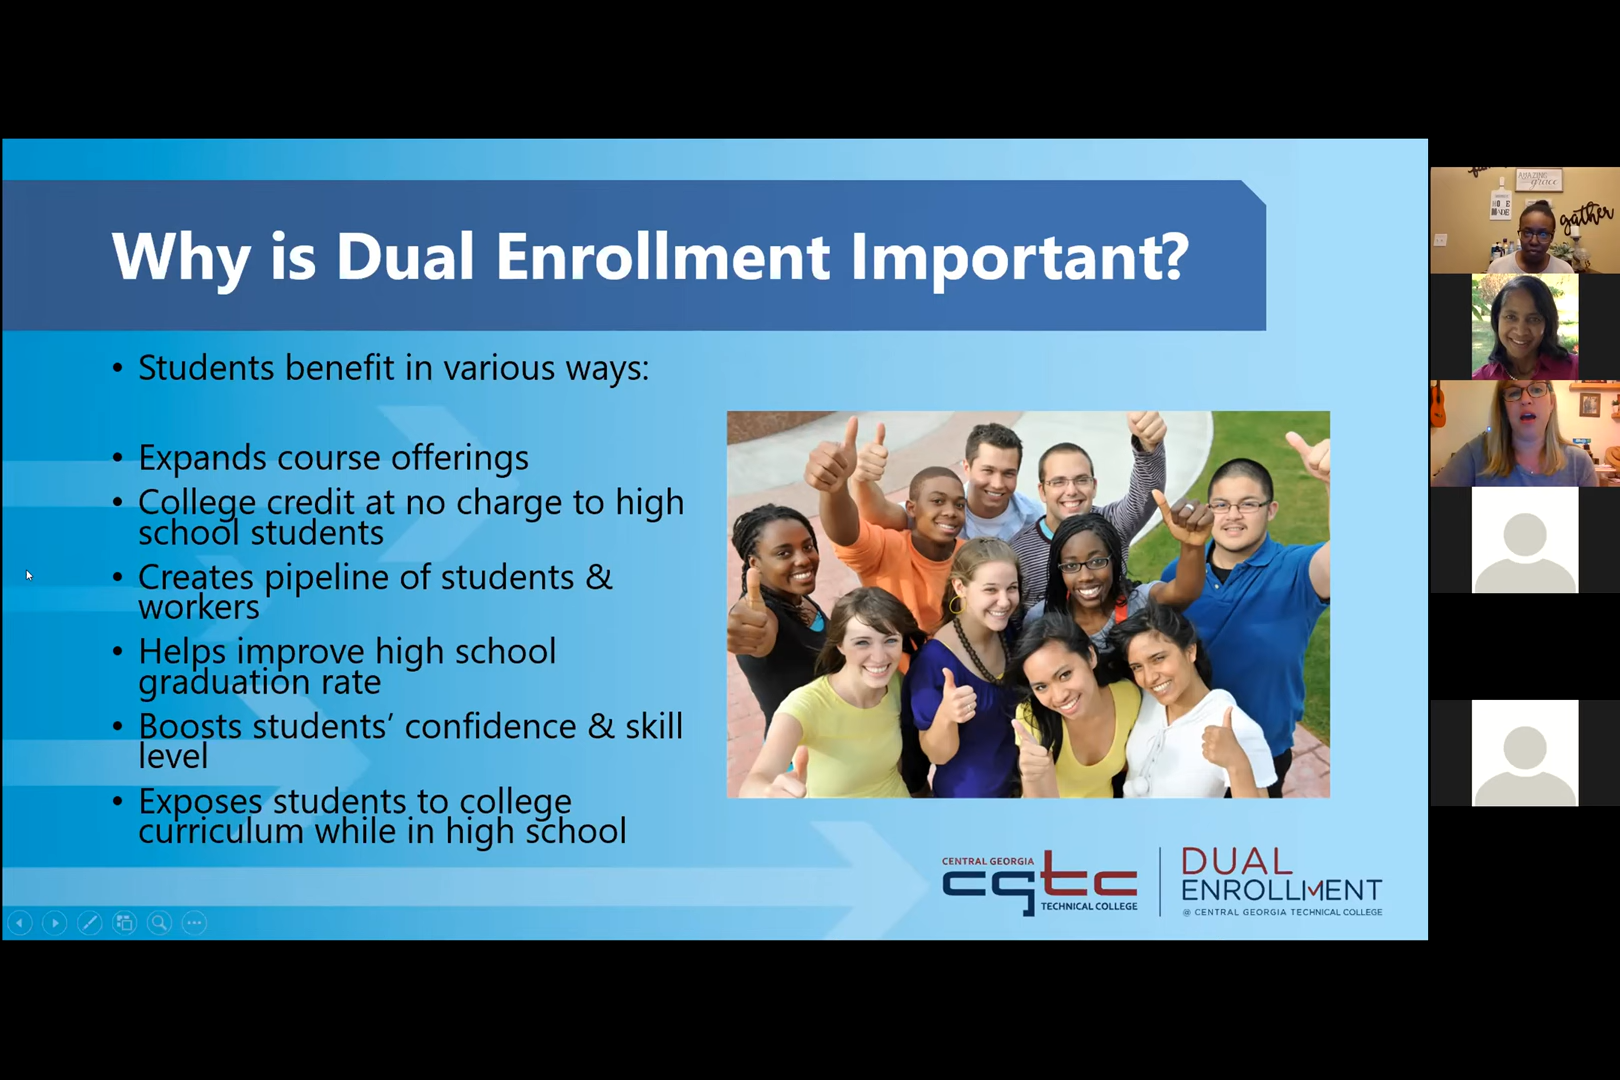 Why is Dual Enrollment Important?
• Students benefit in various ways:
• Expands course offerings
• College credit at no charge to high
school students
• Creates pipeline of students &
workers
• Helps improve high school
graduation rate
• Boosts students’ confidence & skill
level
• Exposes students to college
curriculum while in high school
CENTRAL GEORGIA
cgtc
TECHNICAL COLLEGE
DUAL
ENROLLMENT
@ CENTRAL GEORGIA TECHNICAL COLLEGE
AMAZING
grace
gather